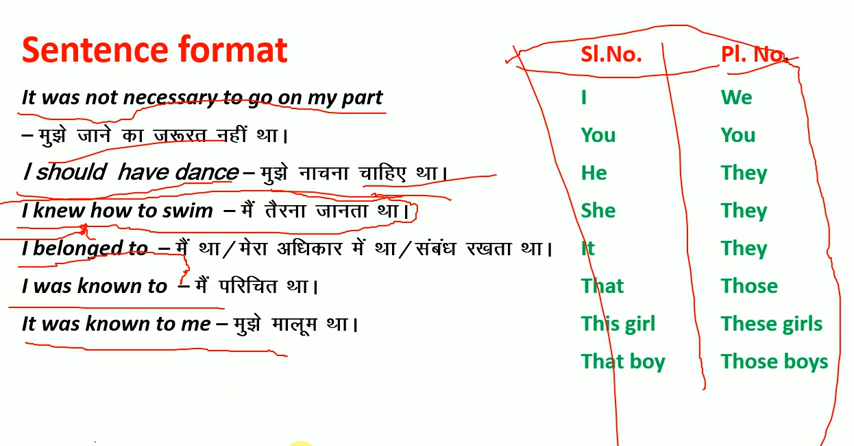 Sentence format
It was not necessary to go on my part
– मुझे जाने का जरूरत नहीं था।
I should have dance – मुझे नाचना चाहिए था।
I knew how to swim – मैं तैरना जानता था।
I belonged to – मैं था/मेरा अधिकार में था/संबंध रखता था।
I was known to – मैं परिचित था।
It was known to me – मुझे मालूम था।
Sl.No. Pl. No.
I We
You You
He They
She They
It They
That Those
This girl These girls
That boy Those boys